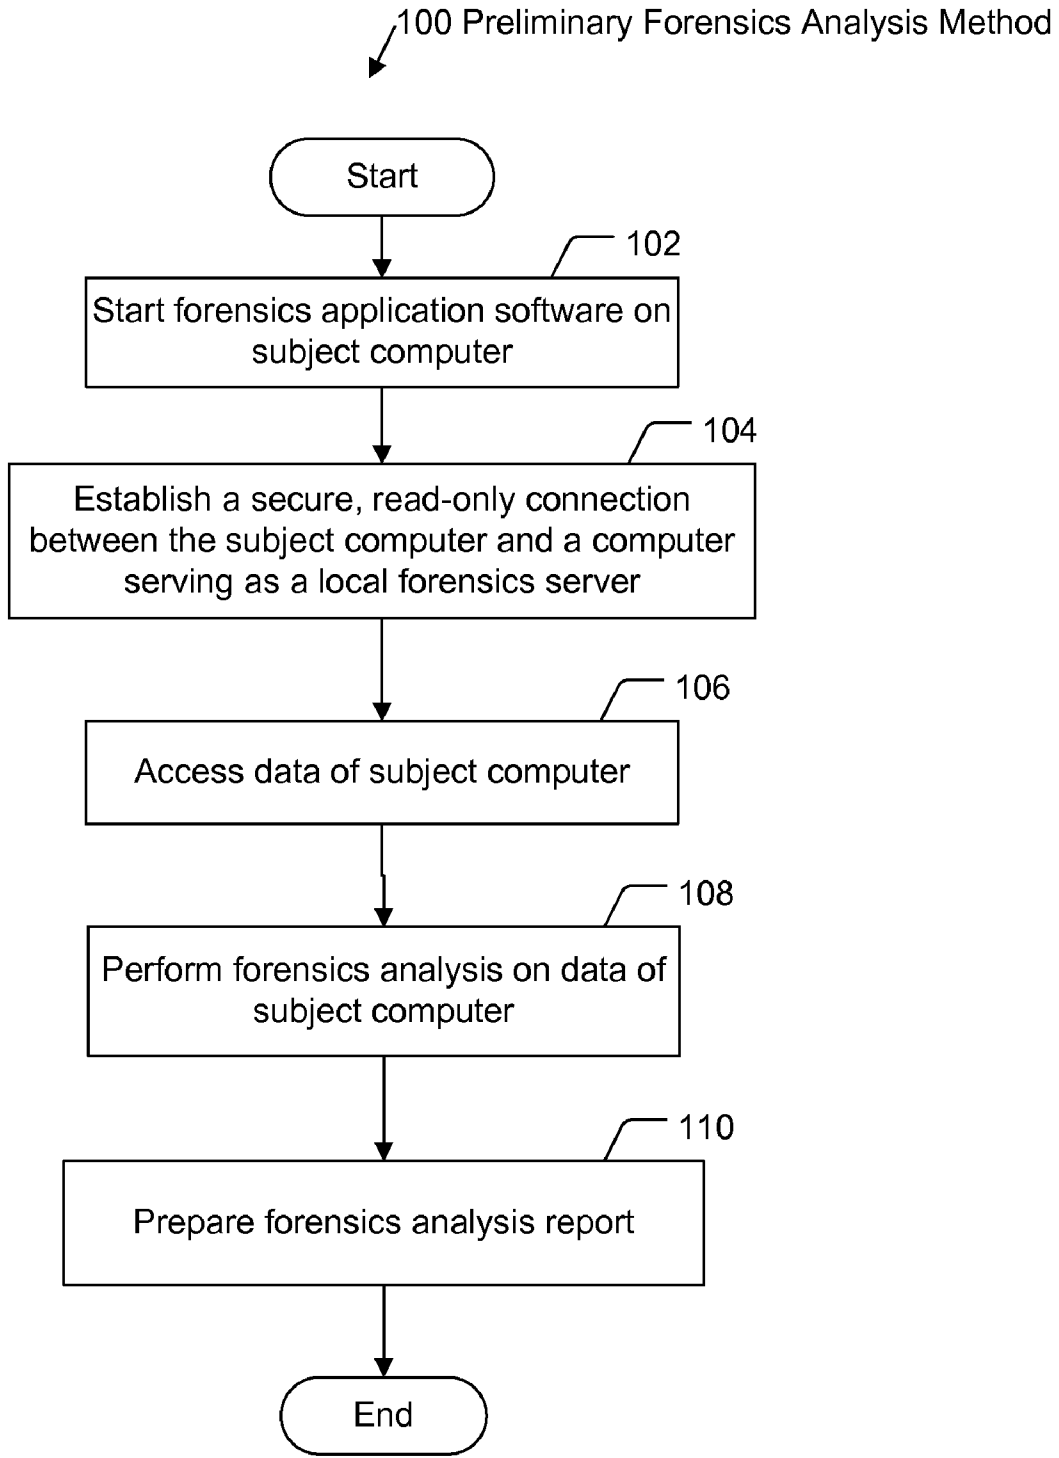 100 Preliminary Forensics Analysis Method
Start
102
Start forensics application software on
subject computer
104
Establish a secure, read-only connection
between the subject computer and a computer
serving as a local forensics server
106
Access data of subject computer
108
Perform forensics analysis on data of
subject computer
110
Prepare forensics analysis report
End